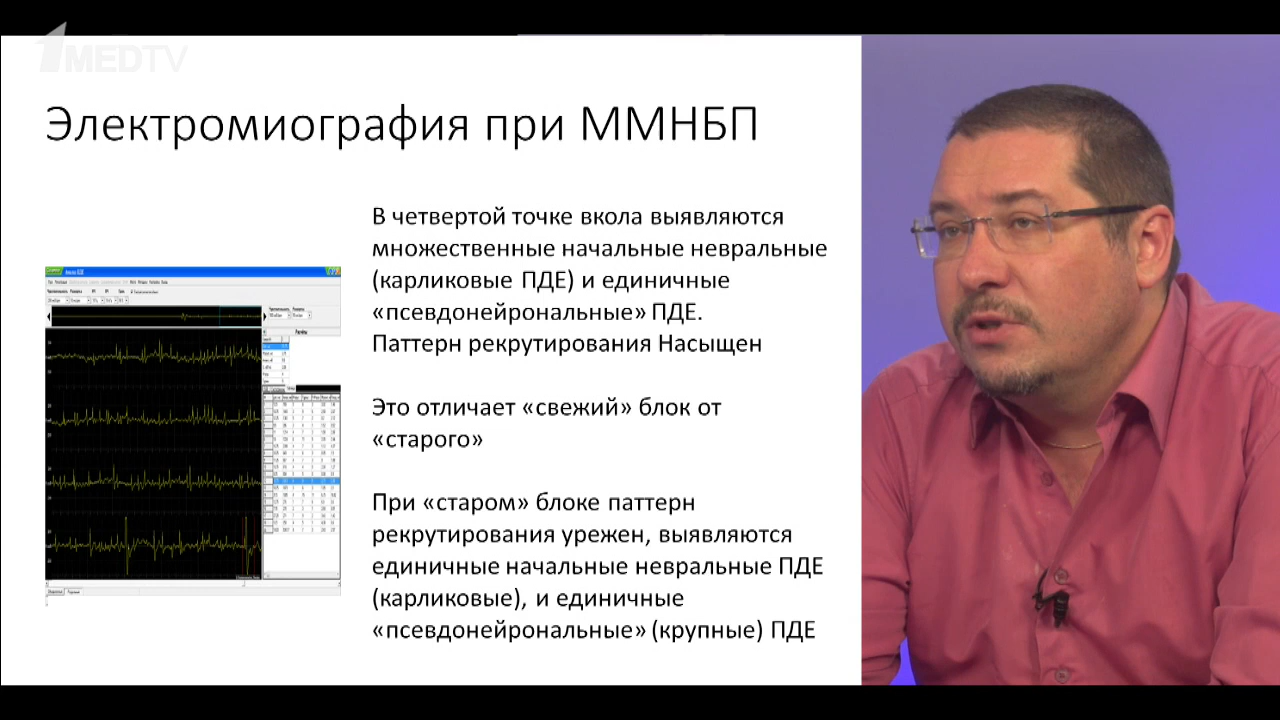 1MEDTV
Электромиография при ММНБП
В четвертой точке вкола выявляются
множественные начальные невральные
(карликовые ПДЕ) и единичные
«псевдонейрональные» ПДЕ.
Паттерн рекрутирования Насыщен
Это отличает «свежий» блок от
«старого»
При «старом» блоке паттерн
рекрутирования урежен, выявляются
единичные начальные невральные ПДЕ
(карликовые), и единичные
«псевдонейрональные» (крупные) ПДЕ